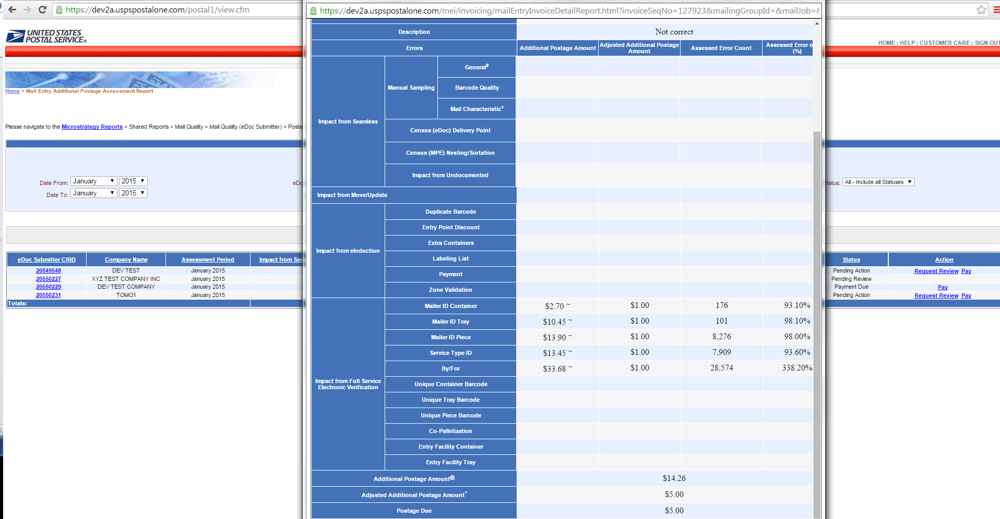 https://dev2a.uspspostalone.com/postal1/view.cfm
https://dev2a.uspspostalone.com/mei/invoicing/mailEntryInvoiceDetailReport.html?invoiceSeqNo=127923&mailingGroupId=&mailJob=&
UNITED STATES
POSTAL SERVICE®
HOME | HELP | CUSTOMER CARE | SIGN OUT
Home > Mail Entry Additional Postage Assessment Report
Please navigate to the Microstrategy Reports > Shared Reports > Mail Quality > Mail Quality (eDoc Submitter) > Posta
Date From: January 2015
Date To: January 2015
eDo
tatus: All - Include all Statuses
eDoc Submitter CRID Company Name Assessment Period Impact from Sea
20549548 DEV TEST January 2015
20550227 XYZ TEST COMPANY INC January 2015
20550229 DEV TEST COMPANY January 2015
20550231 TOMO1 January 2015
Totals:
Description Not correct
Errors Additional Postage Amount Adjusted Additional Postage Amount Assessed Error Count Assessed Error o (%)
Impact from Seamless
Manual Sampling
General#
Barcode Quality
Mail Characteristic+
Census (eDoc) Delivery Point
Census (MPE) Nesting/Sortation
Impact from Undocumented
Impact from Move/Update
Impact from eInduction
Duplicate Barcode
Entry Point Discount
Extra Containers
Labeling List
Payment
Zone Validation
Impact from Full Service
Electronic Verification
Mailer ID Container $2.70 ~ $1.00 176 93.10%
Mailer ID Tray $10.45 ~ $1.00 101 98.10%
Mailer ID Piece $13.90 ~ $1.00 8,276 98.00%
Service Type ID $13.45 ~ $1.00 7,909 93.60%
By/For $33.68 ~ $1.00 28,574 338.20%
Unique Container Barcode
Unique Tray Barcode
Unique Piece Barcode
Co-Palletization
Entry Facility Container
Entry Facility Tray
Additional Postage Amount@ $14.26
Adjusted Additional Postage Amount^ $5.00
Postage Due $5.00
Status Action
Pending Action Request Review Pay
Pending Review
Payment Due Pay
Pending Action Request Review Pay